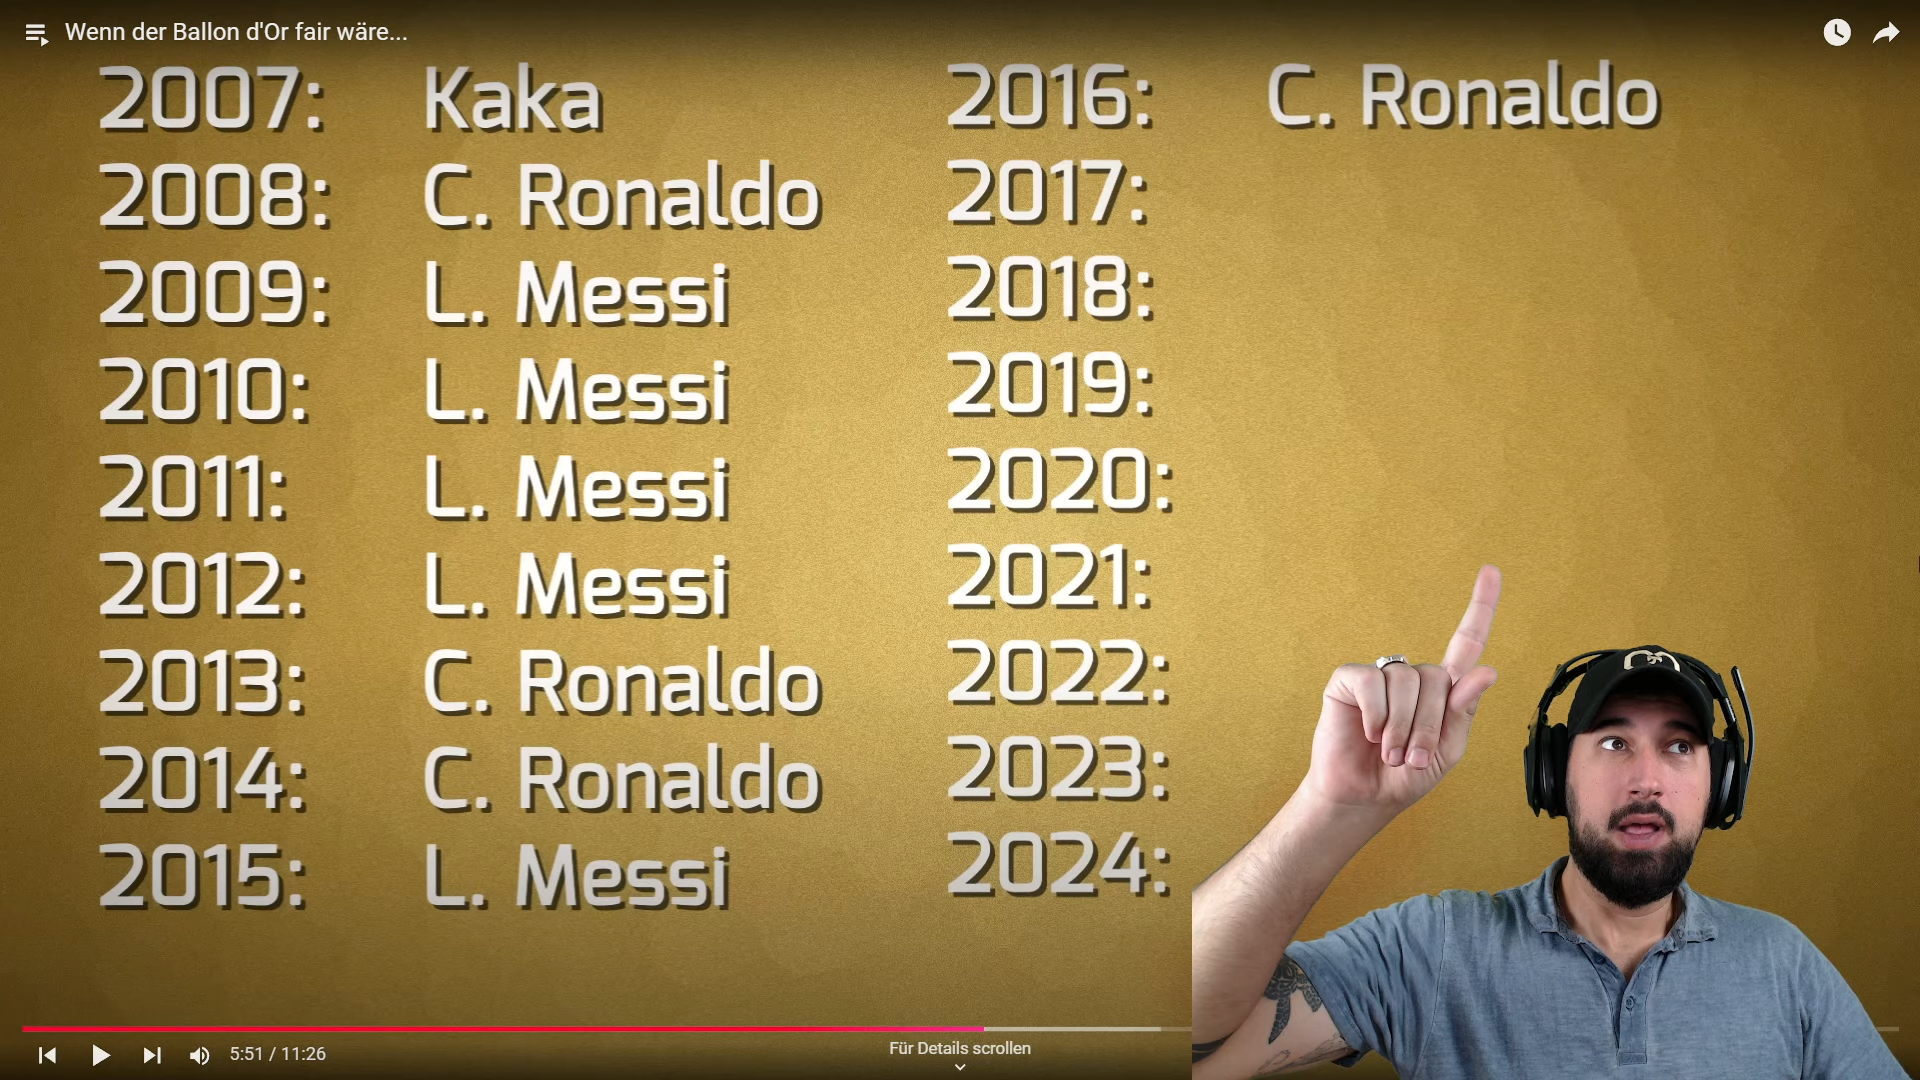 Wenn der Ballon d'Or fair wäre...
2007: Kaka
2008: C. Ronaldo
2009: L. Messi
2010: L. Messi
2011: L. Messi
2012: L. Messi
2013: C. Ronaldo
2014: C. Ronaldo
2015: L. Messi
2016: C. Ronaldo
2017:
2018:
2019:
2020:
2021:
2022:
2023:
2024:
5:51 / 11:26
Für Details scrollen